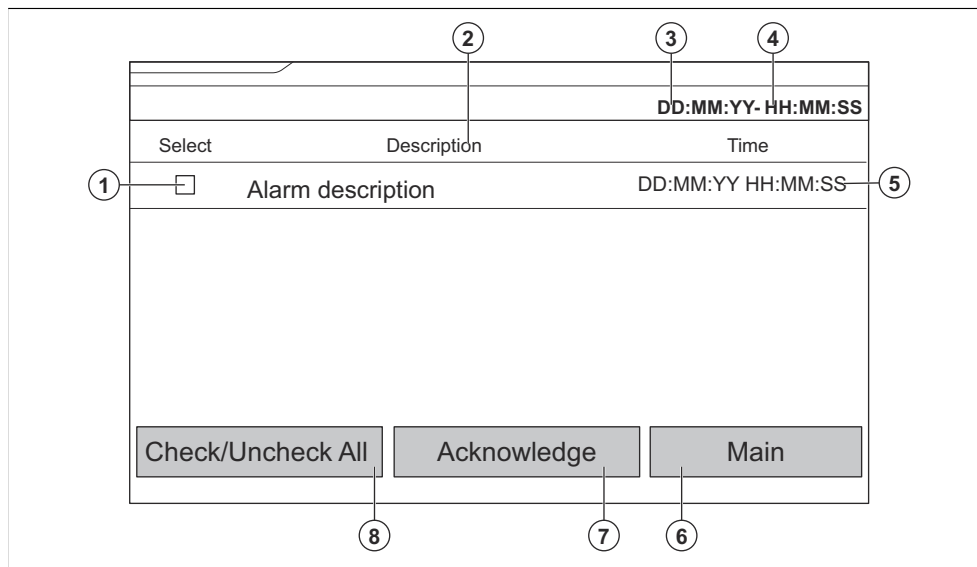 2 3 4
DD:MM:YY- HH:MM:SS
Select Description Time
1 Alarm description DD:MM:YY HH:MM:SS 5
Check/Uncheck All Acknowledge Main
8 7 6